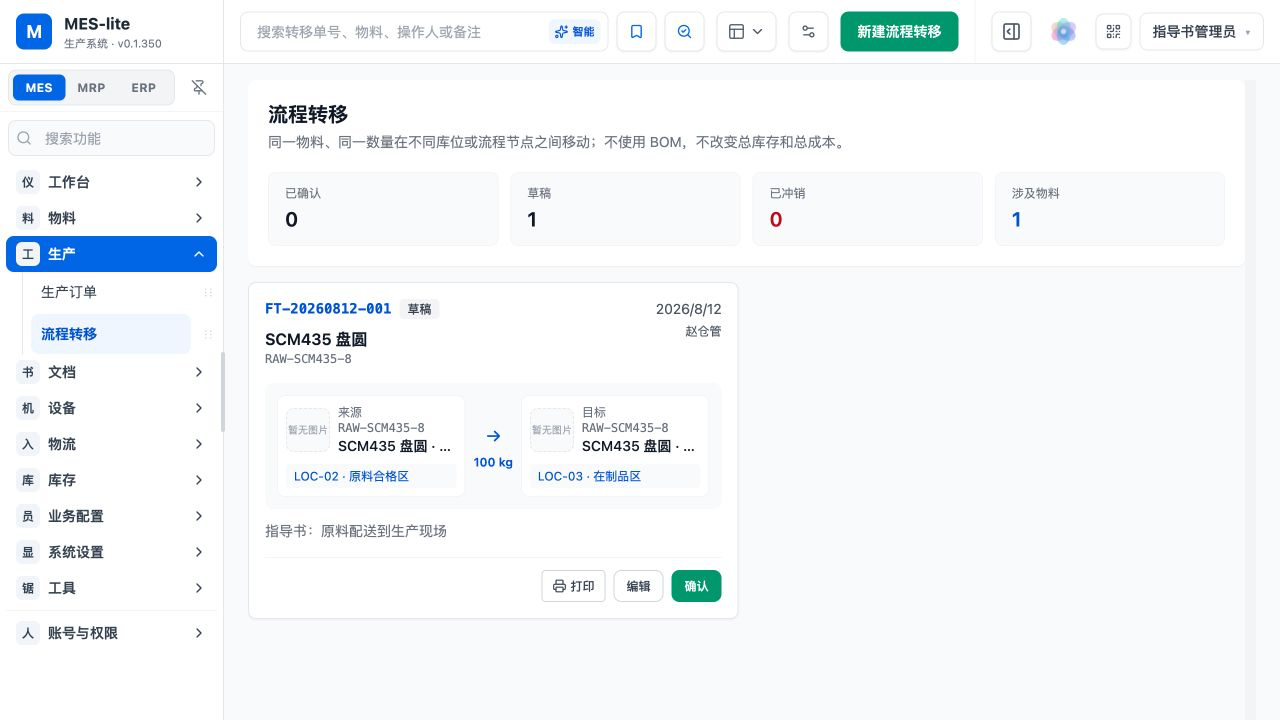 M
MES-lite
生产系统 · v0.1.350
搜索转移单号、物料、操作人或备注
智能
新建流程转移
指导书管理员
MES
MRP
ERP
搜索功能
仪 工作台
料 物料
工 生产
生产订单
流程转移
书 文档
机 设备
入 物流
库 库存
员 业务配置
显 系统设置
锯 工具
人 账号与权限
流程转移
同一物料、同一数量在不同库位或流程节点之间移动；不使用 BOM，不改变总库存和总成本。
已确认
0
草稿
1
已冲销
0
涉及物料
1
FT-20260812-001 草稿
2026/8/12
赵仓管
SCM435 盘圆
RAW-SCM435-8
暂无图片
来源
RAW-SCM435-8
SCM435 盘圆 · ...
LOC-02 · 原料合格区
100 kg
暂无图片
目标
RAW-SCM435-8
SCM435 盘圆 · ...
LOC-03 · 在制品区
指导书：原料配送到生产现场
打印
编辑
确认